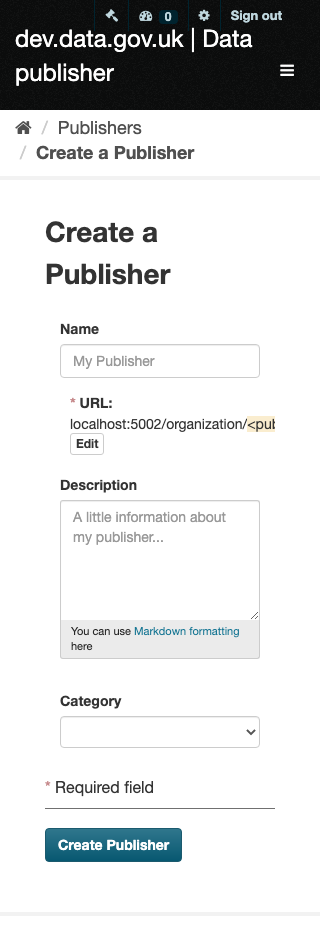 0 Sign out
dev.data.gov.uk | Data
publisher
/ Publishers
/ Create a Publisher
Create a
Publisher
Name
My Publisher
* URL:
localhost:5002/organization/<pub
Edit
Description
A little information about
my publisher...
You can use Markdown formatting
here
Category
* Required field
Create Publisher